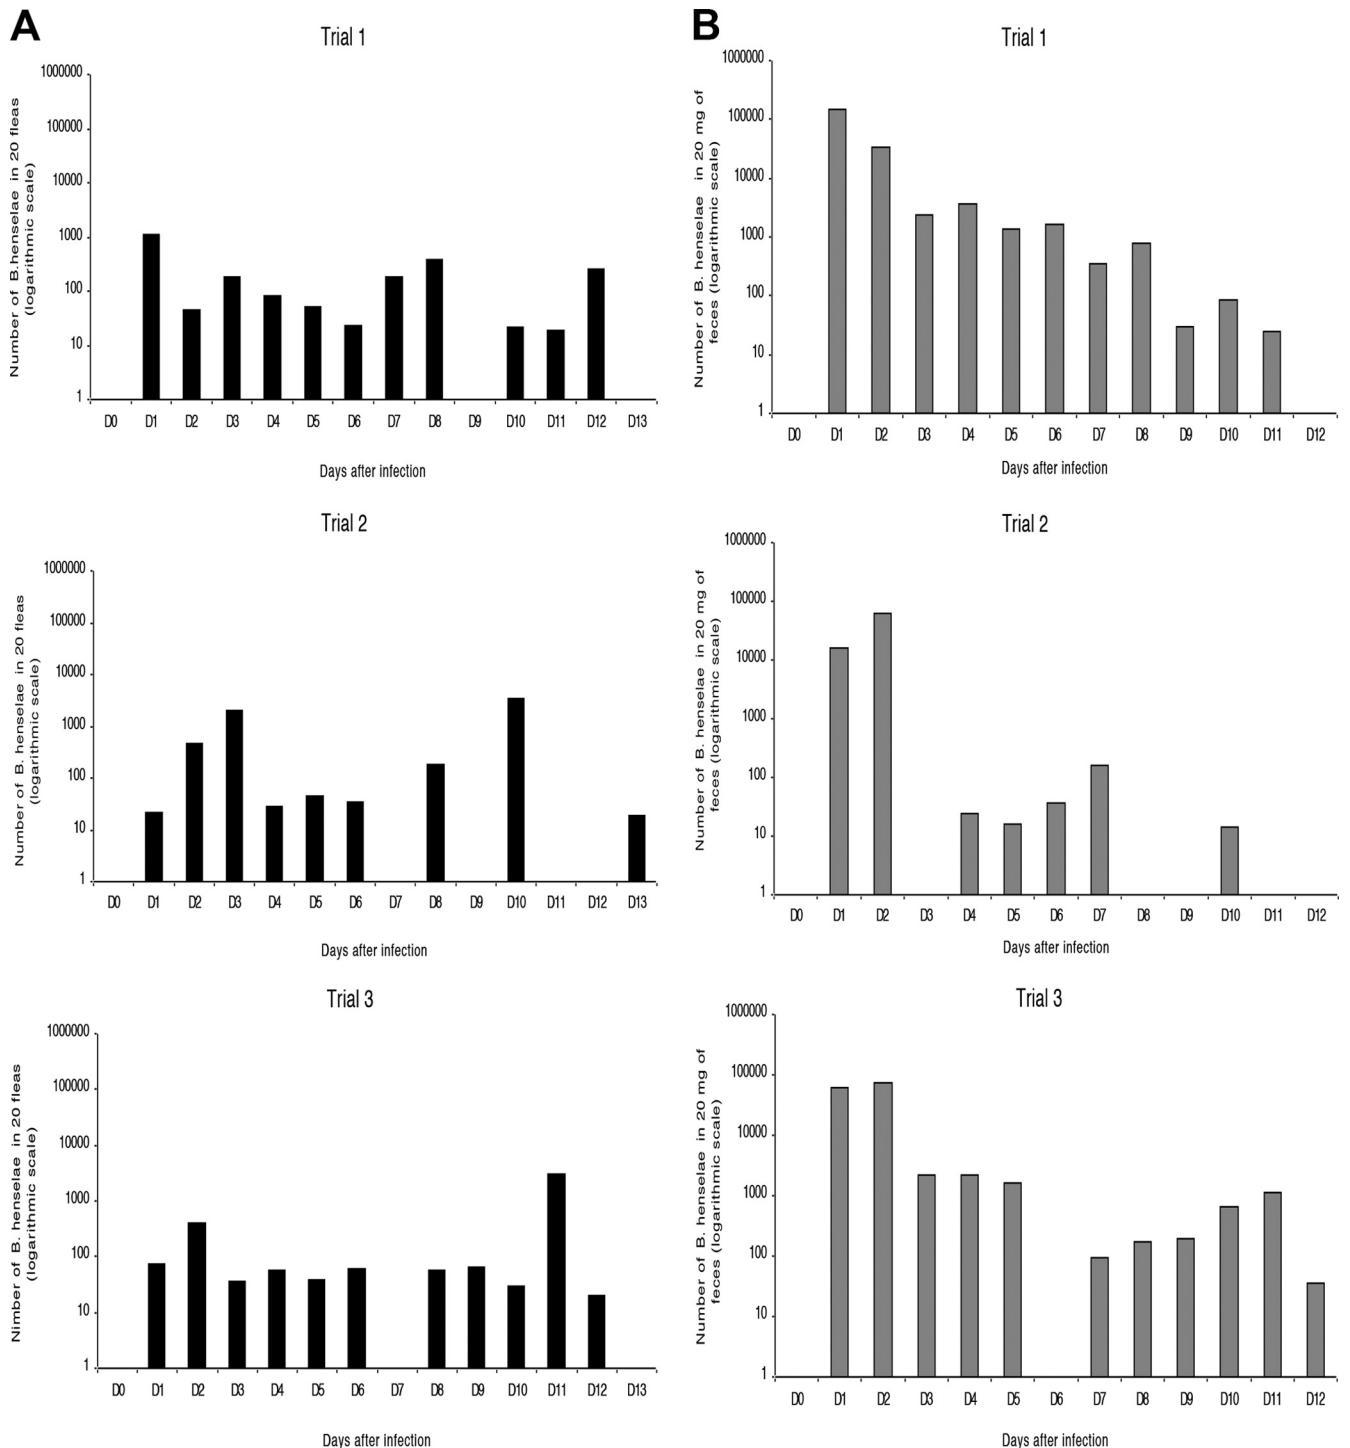 A
Trial 1
Number of B.henselae in 20 fleas
(logarithmic scale)
1000000
100000
10000
1000
100
10
1
D0 D1 D2 D3 D4 D5 D6 D7 D8 D9 D10 D11 D12 D13
Days after infection
Trial 2
Number of B. henselae in 20 fleas
(logarithmic scale)
1000000
100000
10000
1000
100
10
1
D0 D1 D2 D3 D4 D5 D6 D7 D8 D9 D10 D11 D12 D13
Days after infection
Trial 3
Nimber of B. henselae in 20 fleas
(logarithmic scale)
1000000
100000
10000
1000
100
10
1
D0 D1 D2 D3 D4 D5 D6 D7 D8 D9 D10 D11 D12 D13
Days after infection
B
Trial 1
Number of B. henselae in 20 mg of
feces (logarithmic scale)
1000000
100000
10000
1000
100
10
1
D0 D1 D2 D3 D4 D5 D6 D7 D8 D9 D10 D11 D12
Days after infection
Trial 2
Number of B. henselae in 20 mg of
feces (logarithmic scale)
1000000
100000
10000
1000
100
10
1
D0 D1 D2 D3 D4 D5 D6 D7 D8 D9 D10 D11 D12
Days after infection
Trial 3
Number of B. henselae in 20 mg of
feces (logarithmic scale)
1000000
100000
10000
1000
100
10
1
D0 D1 D2 D3 D4 D5 D6 D7 D8 D9 D10 D11 D12
Days after infection